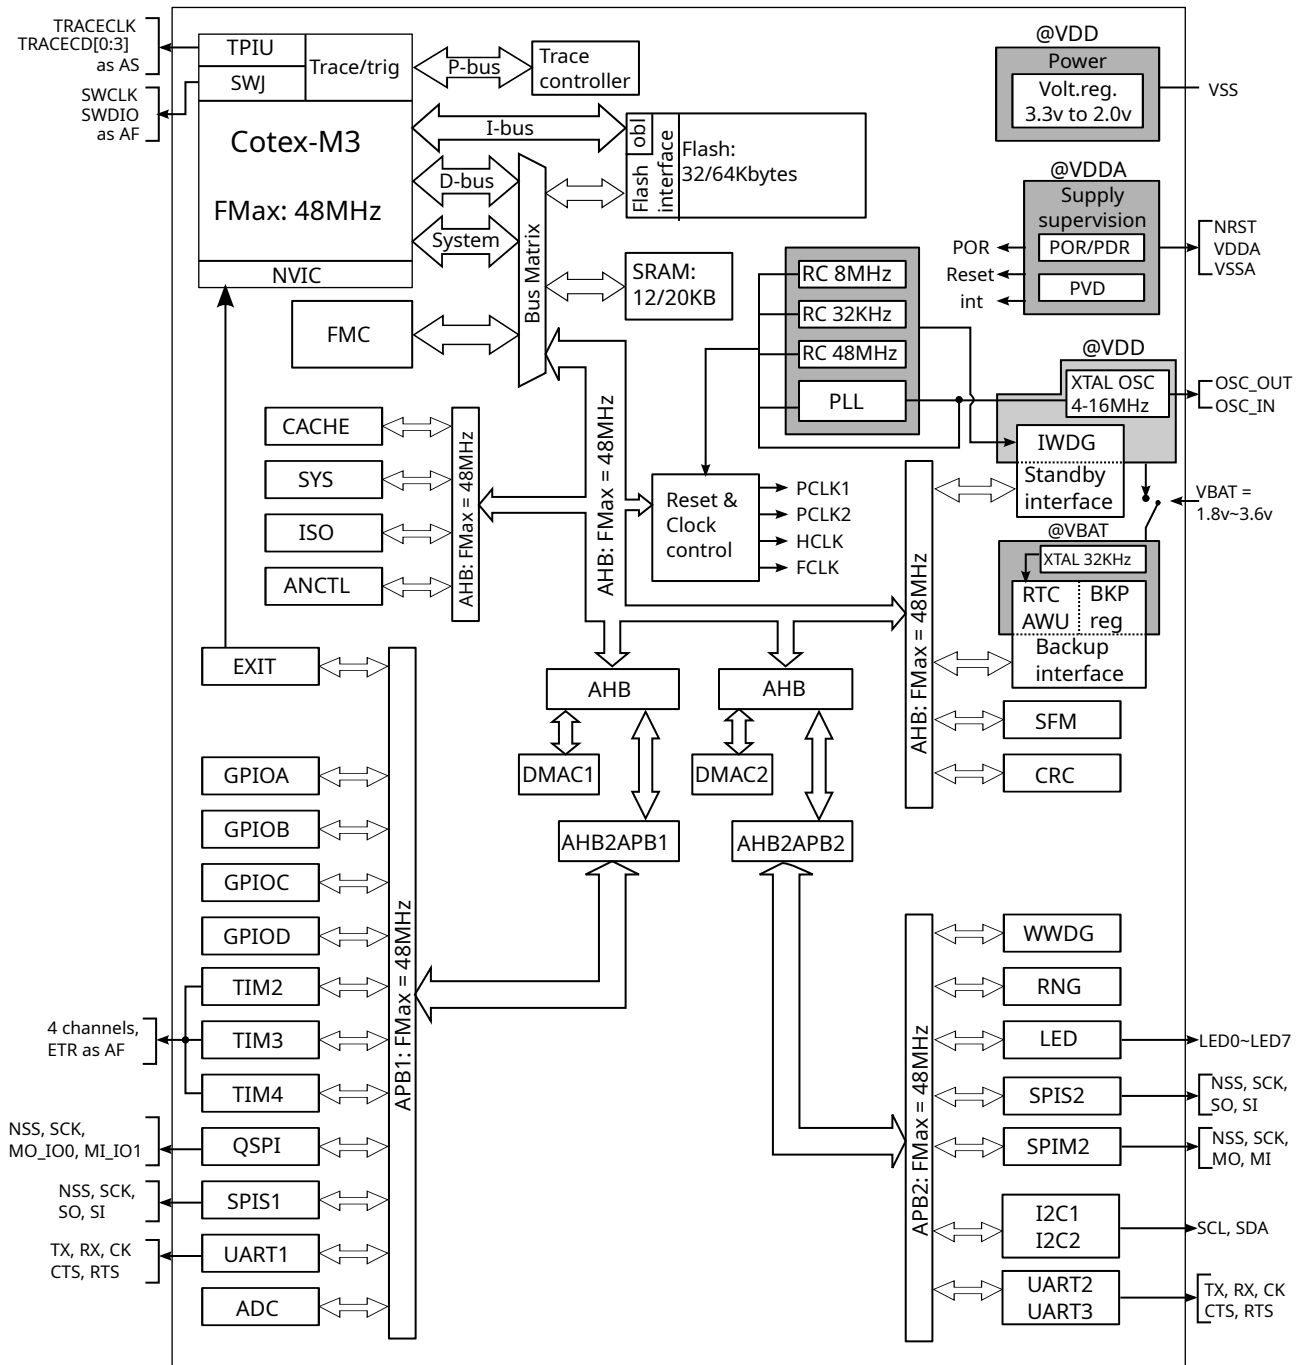 TRACECLK
TRACECD[0:3]
as AS
SWCLK
SWDIO
as AF
TPIU
SWJ
Trace/trig
Cotex-M3
FMax: 48MHz
NVIC
P-bus
Trace
controller
I-bus
D-bus
System
Bus Matrix
obl
Flash
interface
Flash:
32/64Kbytes
SRAM:
12/20KB
FMC
@VDD
Power
Volt.reg.
3.3v to 2.0v
VSS
@VDDA
Supply
supervision
POR/PDR
PVD
POR
Reset
int
NRST
VDDA
VSSA
RC 8MHz
RC 32KHz
RC 48MHz
PLL
@VDD
XTAL OSC
4-16MHz
OSC_OUT
OSC_IN
IWDG
Standby
interface
VBAT =
1.8v~3.6v
@VBAT
XTAL 32KHz
RTC
AWU
BKP
reg
Backup
interface
CACHE
SYS
ISO
ANCTL
AHB: FMax = 48MHz
AHB: FMax = 48MHz
Reset &
Clock
control
PCLK1
PCLK2
HCLK
FCLK
AHB: FMax = 48MHz
SFM
CRC
EXIT
AHB
AHB
DMAC1
DMAC2
AHB2APB1
AHB2APB2
GPIOA
GPIOB
GPIOC
GPIOD
TIM2
TIM3
TIM4
QSPI
SPIS1
UART1
ADC
APB1: FMax = 48MHz
4 channels,
ETR as AF
NSS, SCK,
MO_IO0, MI_IO1
NSS, SCK,
SO, SI
TX, RX, CK
CTS, RTS
APB2: FMax = 48MHz
WWDG
RNG
LED
SPIS2
SPIM2
I2C1
I2C2
UART2
UART3
LED0~LED7
NSS, SCK,
SO, SI
NSS, SCK,
MO, MI
SCL, SDA
TX, RX, CK
CTS, RTS